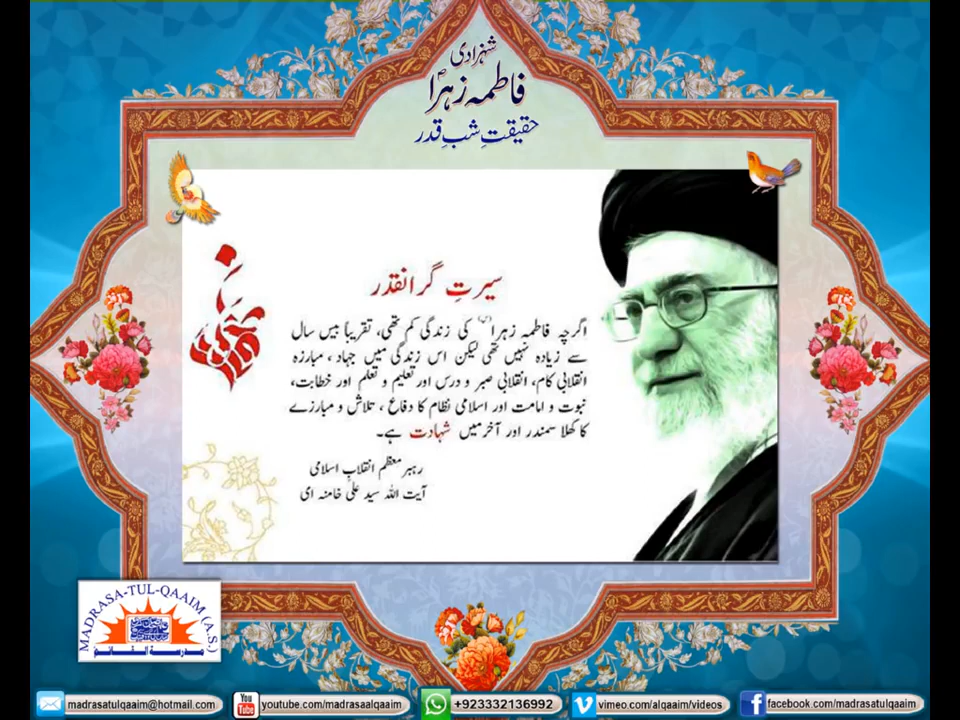 شہزادی
فاطمہ زہراؑ
حقیقتِ شبِ قدر
سیرتِ گرانقدر
اگرچہ فاطمہ زہرا(س) کی زندگی کم تھی، تقریباً بیس سال
سے زیادہ نہیں تھی لیکن اس زندگی میں جہاد ، مبارزہ
انقلابی کام، انقلابی صبر و درس اور تعلیم و تعلم اور خطابت،
نبوت و امامت اور اسلامی نظام کا دفاع ، تلاش و مبارزے
کا کھلا سمندر اور آخر میں شہادت ہے۔
رہبر معظم انقلابِ اسلامی
آیت اللہ سید علی خامنہ ای
MADRASA-TUL-QAAIM (A.S.)
مدرسة القائم
madrasatulqaaim@hotmail.com
You Tube youtube.com/madrasaalqaaim
+923332136992
vimeo.com/alqaaim/videos
facebook.com/madrasatulqaaim